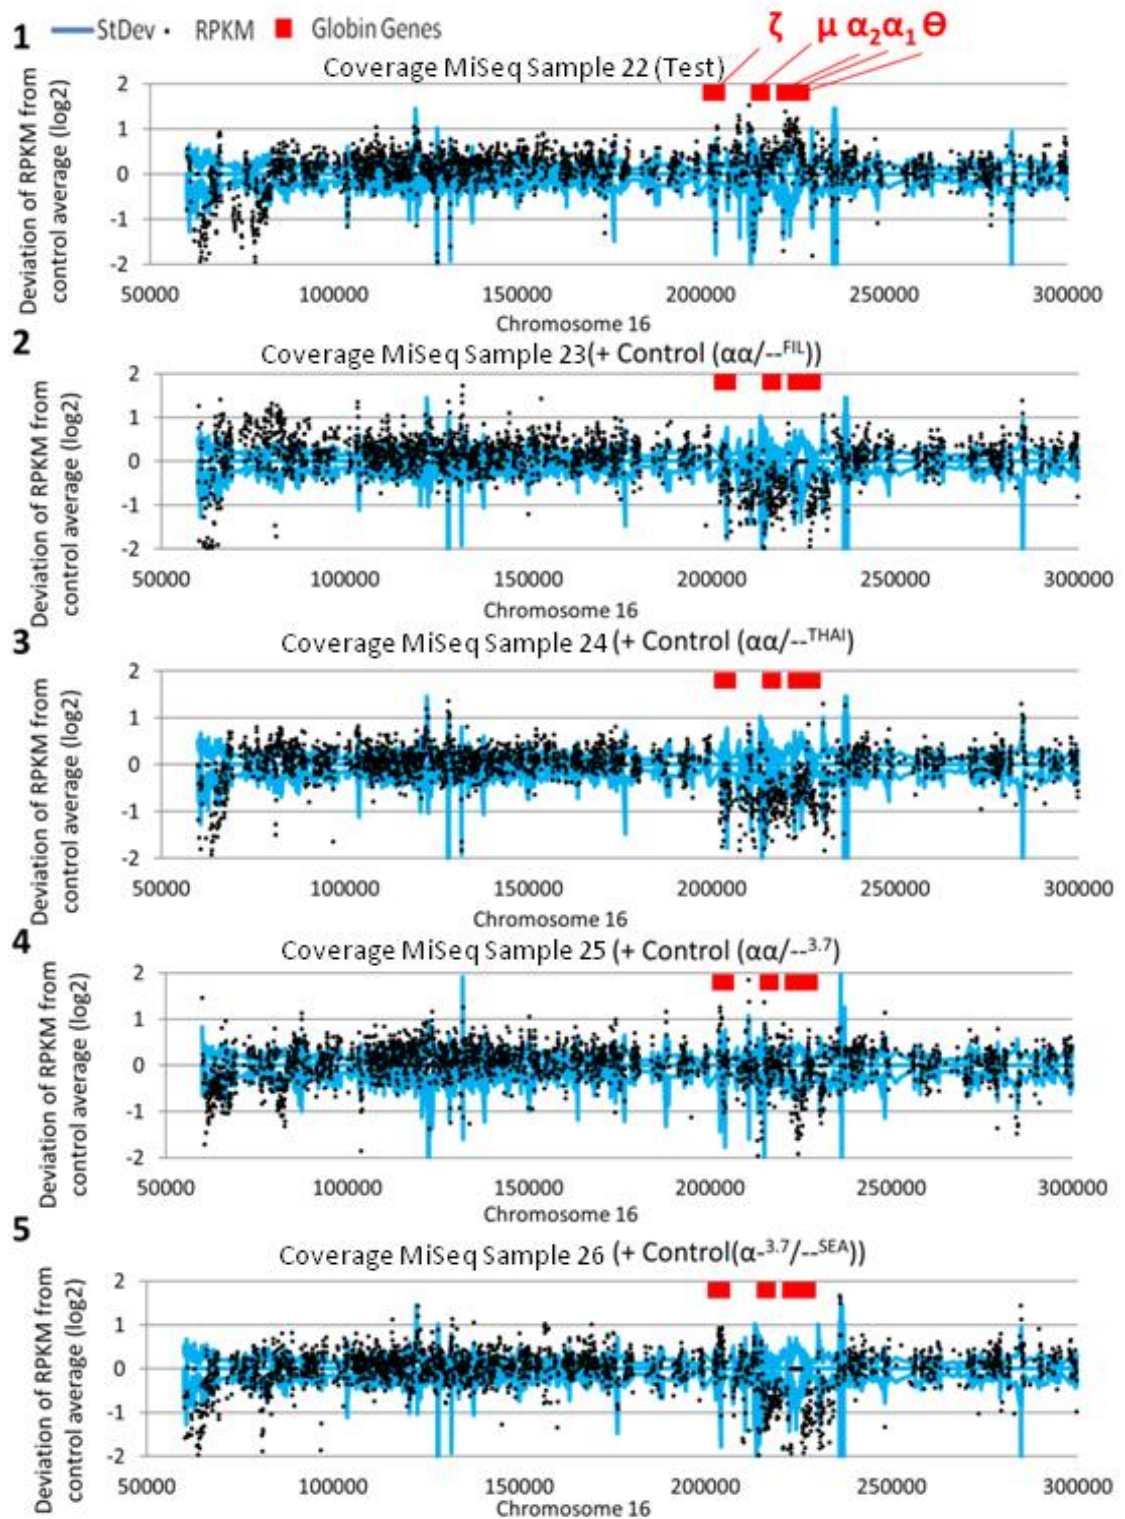 1 StDev • RPKM Globin Genes
ζ μ α2 α1 Θ
Coverage MiSeq Sample 22 (Test)
Deviation of RPKM from
control average (log2)
2
1
0
-1
-2
50000 100000 150000 200000 250000 300000
Chromosome 16
2
Coverage MiSeq Sample 23(+ Control (αα/--FIL))
Deviation of RPKM from
control average (log2)
2
1
0
-1
-2
50000 100000 150000 200000 250000 300000
Chromosome 16
3
Coverage MiSeq Sample 24 (+ Control (αα/--THAI)
Deviation of RPKM from
control average (log2)
2
1
0
-1
-2
50000 100000 150000 200000 250000 300000
Chromosome 16
4
Coverage MiSeq Sample 25 (+ Control (αα/--3.7)
Deviation of RPKM from
control average (log2)
2
1
0
-1
-2
50000 100000 150000 200000 250000 300000
Chromosome 16
5
Coverage MiSeq Sample 26 (+ Control(α-3.7/--SEA))
Deviation of RPKM from
control average (log2)
2
1
0
-1
-2
50000 100000 150000 200000 250000 300000
Chromosome 16